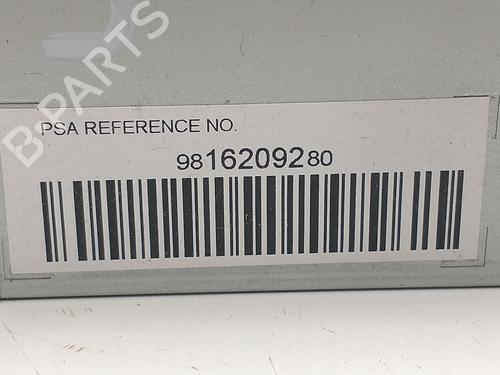 B-PARTS
PSA REFERENCE NO.
9816209280